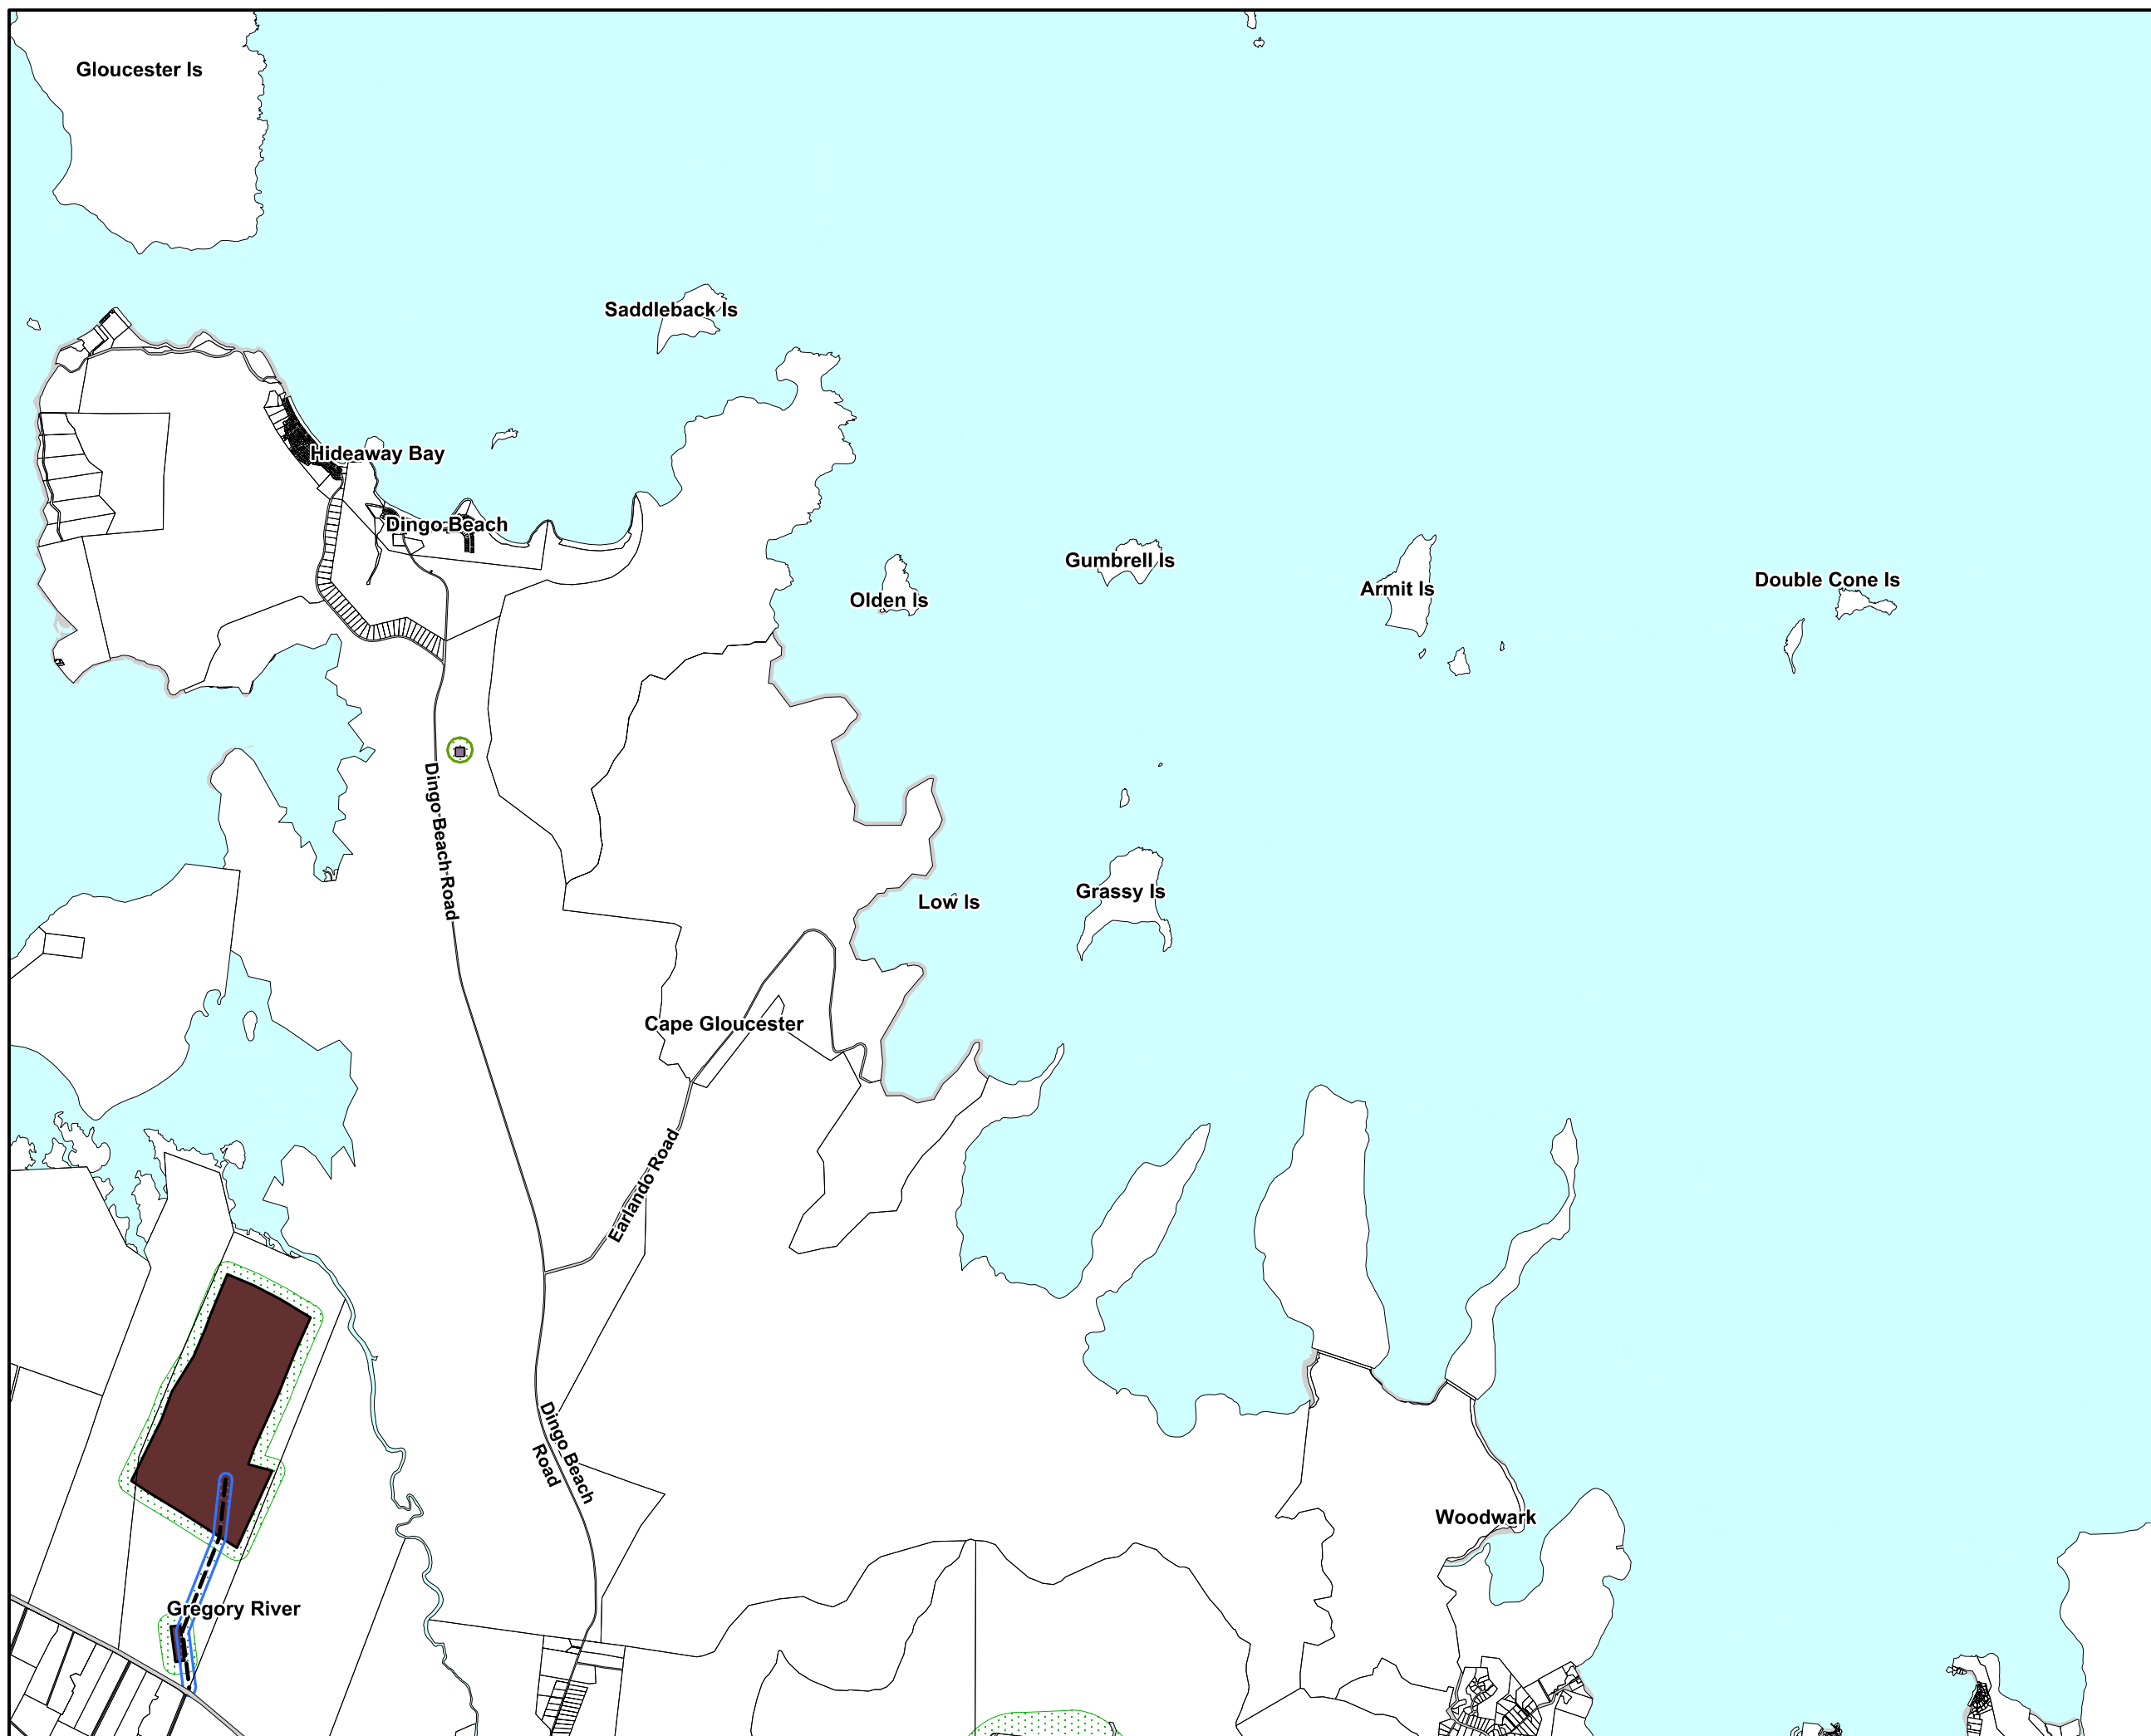 Gloucester Is
Saddleback Is
Hideaway Bay
Dingo Beach
Gumbrell Is
Olden Is
Armit Is
Double Cone Is
Dingo Beach Road
Low Is
Grassy Is
Cape Gloucester
Earlando Road
Dingo Beach
Road
Woodwark
Gregory River